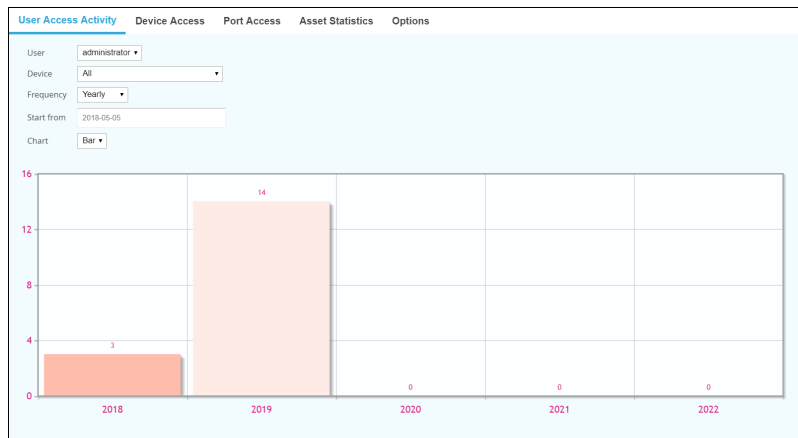 User Access Activity Device Access Port Access Asset Statistics Options
User administrator
Device All
Frequency Yearly
Start from 2018-05-05
Chart Bar
16
14
12
8
4
3
0 0 0
0
2018 2019 2020 2021 2022